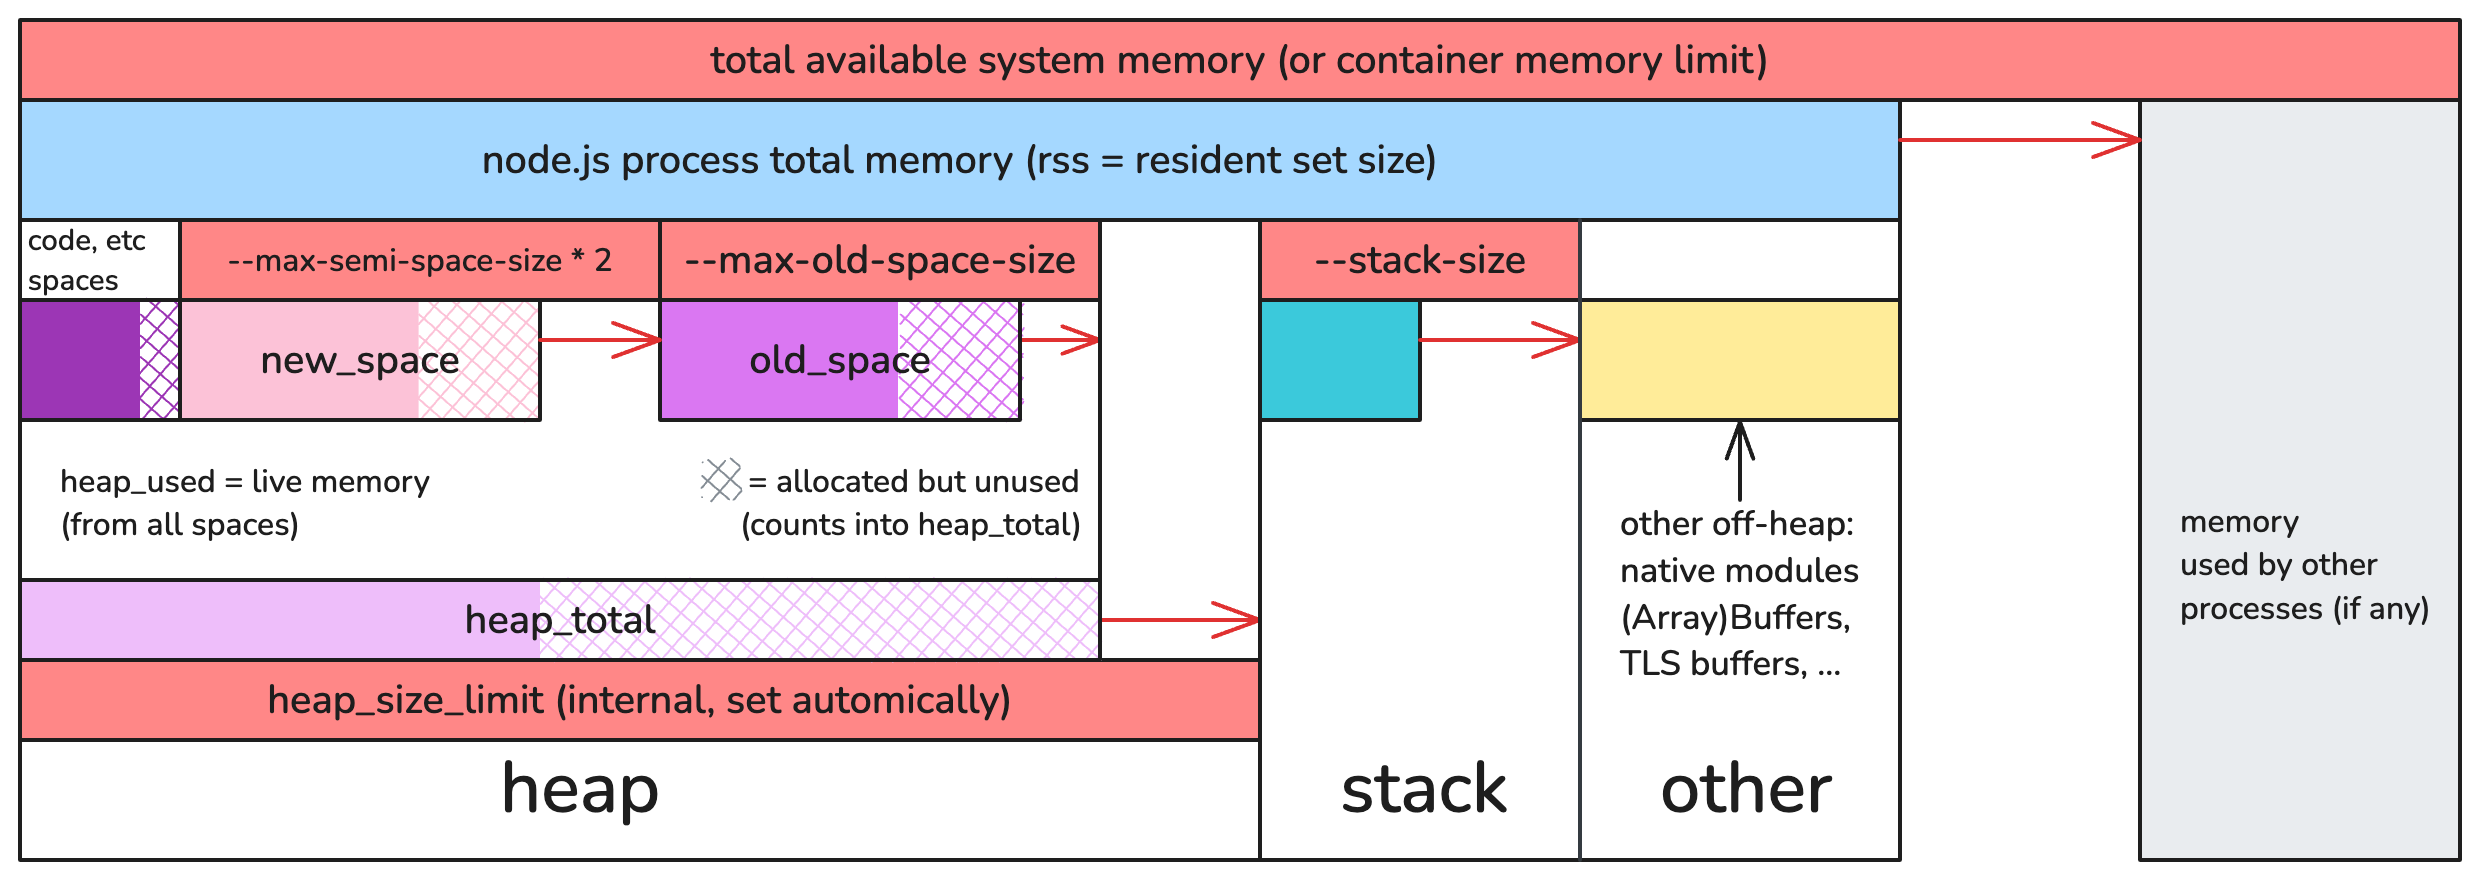 total available system memory (or container memory limit)
node.js process total memory (rss = resident set size)
code, etc
spaces
--max-semi-space-size * 2
--max-old-space-size
--stack-size
new_space
old_space
heap_used = live memory
(from all spaces)
= allocated but unused
(counts into heap_total)
other off-heap:
native modules
(Array)Buffers,
TLS buffers, ...
memory
used by other
processes (if any)
heap_total
heap_size_limit (internal, set automically)
heap
stack
other